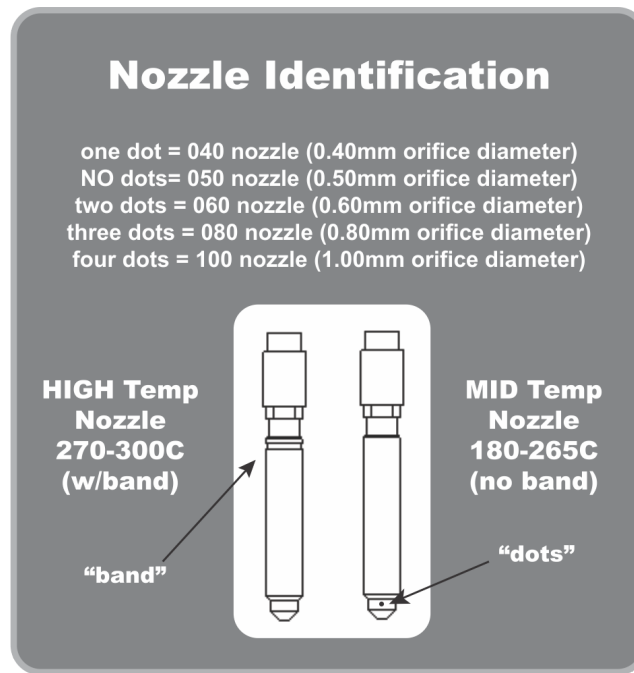 Nozzle Identification
one dot = 040 nozzle (0.40mm orifice diameter)
NO dots= 050 nozzle (0.50mm orifice diameter)
two dots = 060 nozzle (0.60mm orifice diameter)
three dots = 080 nozzle (0.80mm orifice diameter)
four dots = 100 nozzle (1.00mm orifice diameter)
HIGH Temp
Nozzle
270-300C
(w/band)
“band”
MID Temp
Nozzle
180-265C
(no band)
“dots”